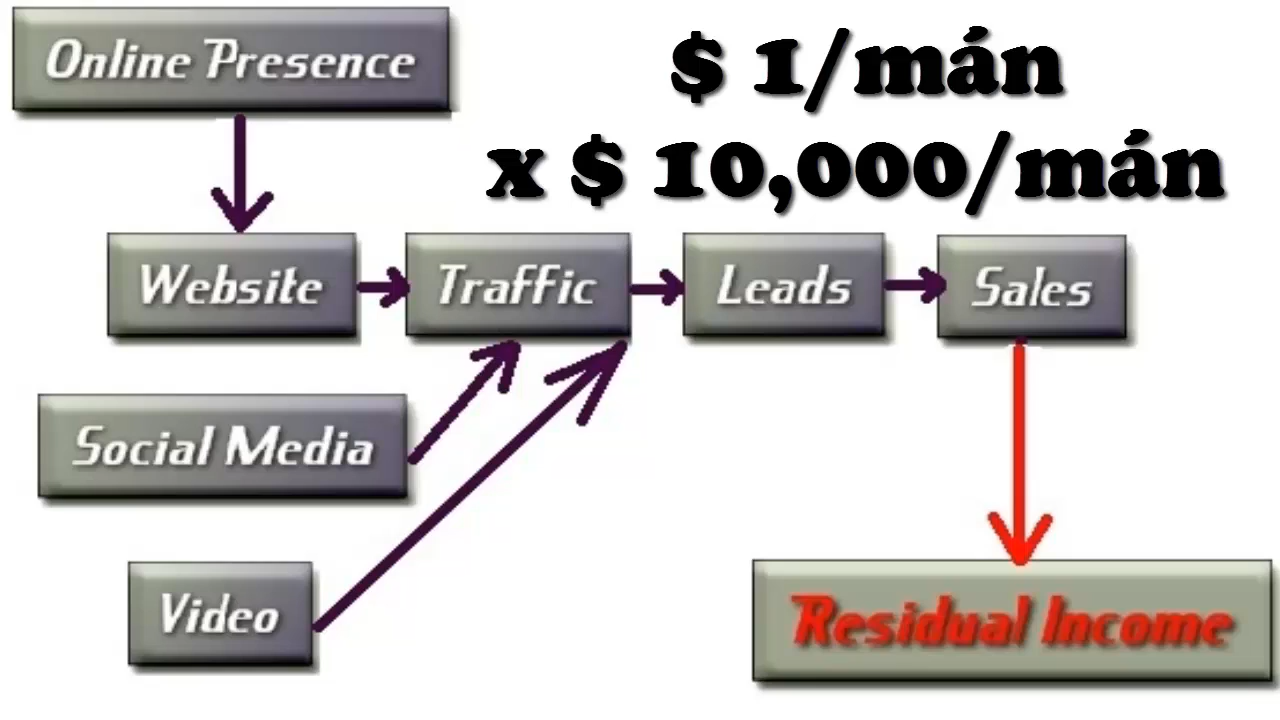 Online Presence
$ 1/mán
x $ 10,000/mán
Website
Traffic
Leads
Sales
Social Media
Video
Residual Income